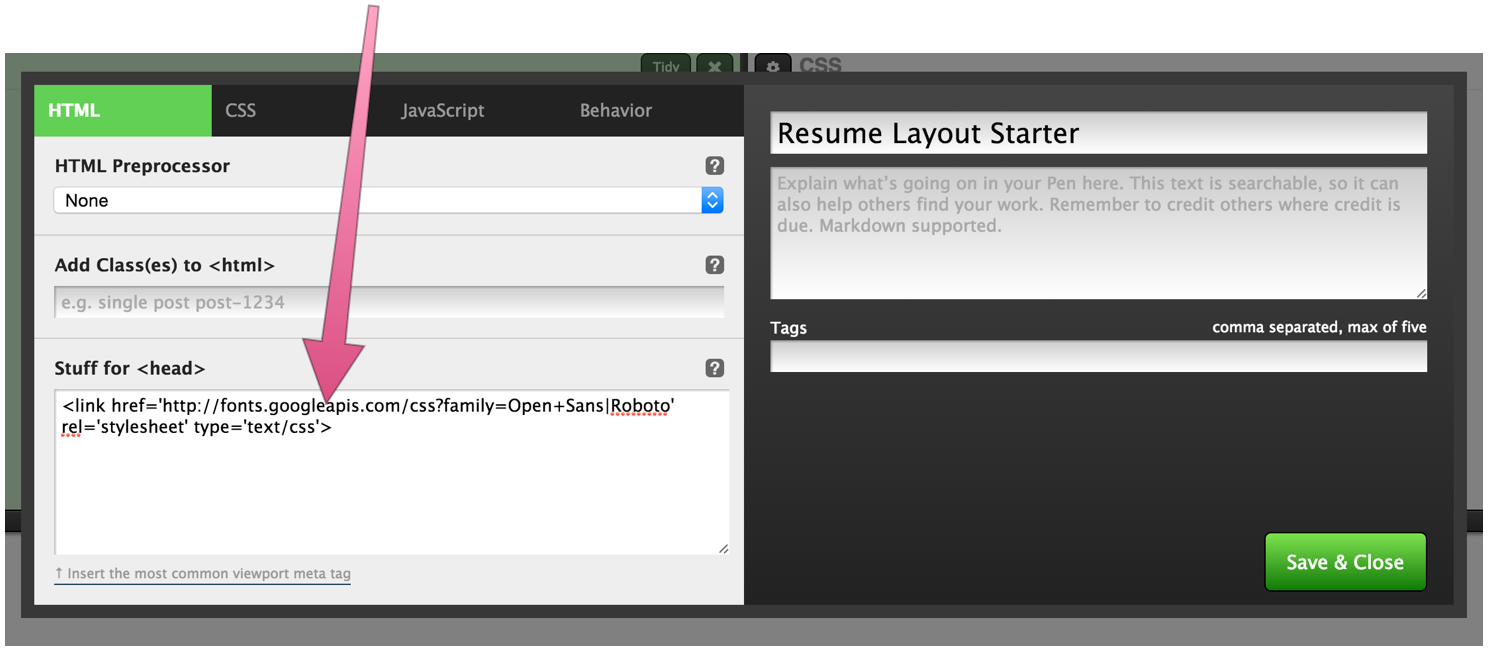 Tidy
CSS
HTML CSS JavaScript Behavior
HTML Preprocessor ?
None
Add Class(es) to <html> ?
e.g. single post post-1234
Stuff for <head> ?
<link href='http://fonts.googleapis.com/css?family=Open+Sans|Roboto'
rel='stylesheet' type='text/css'>
↑ Insert the most common viewport meta tag
Resume Layout Starter
Explain what's going on in your Pen here. This text is searchable, so it can
also help others find your work. Remember to credit others where credit is
due. Markdown supported.
Tags comma separated, max of five
Save & Close